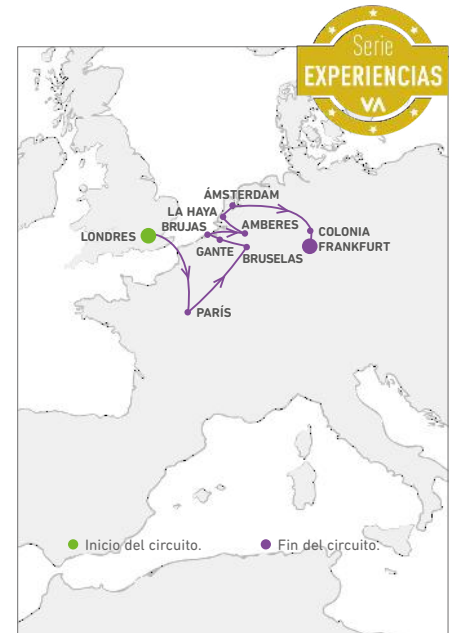 Serie
EXPERIENCIAS
VA
ÁMSTERDAM
LA HAYA
BRUJAS
AMBERES
LONDRES
COLONIA
GANTE
FRANKFURT
BRUSELAS
PARÍS
Inicio del circuito.
Fin del circuito.